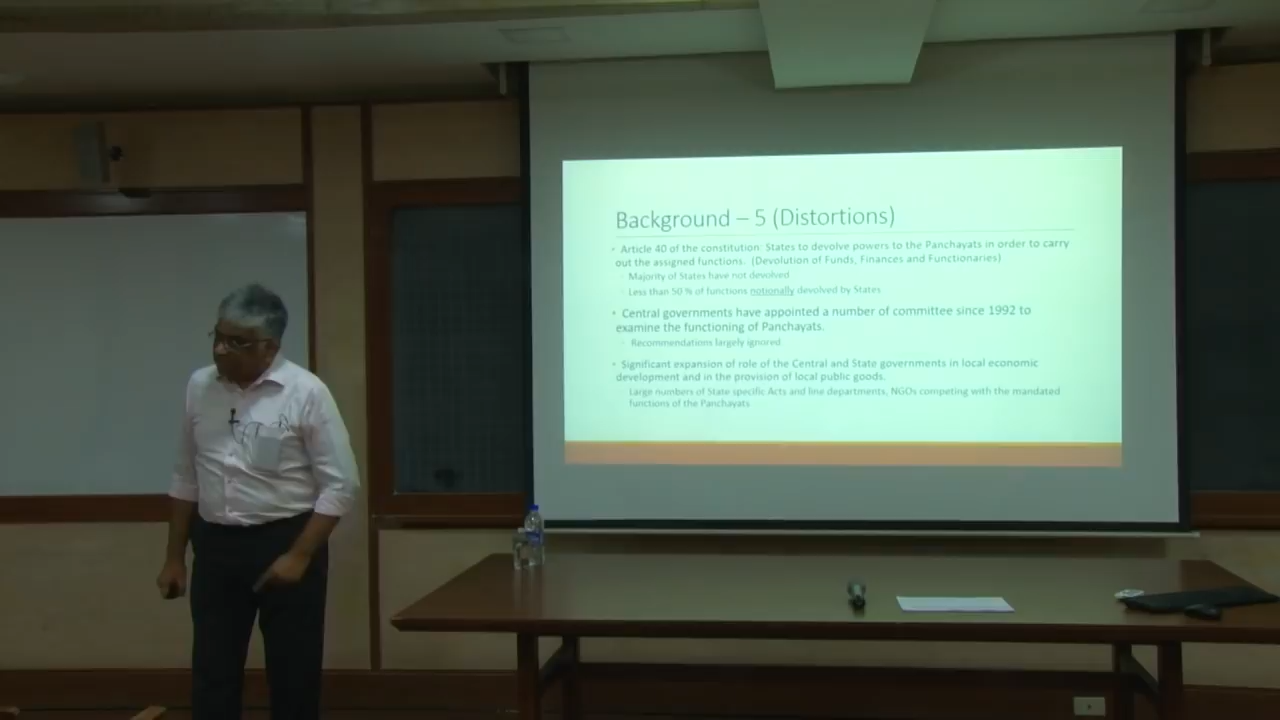 Background – 5 (Distortions)
Article 40 of the constitution: States to devolve powers to the Panchayats in order to carry
out the assigned functions. (Devolution of Funds, Finances and Functionaries)
Majority of States have not devolved
Less than 50 % of functions notionally devolved by States
Central governments have appointed a number of committee since 1992 to
examine the functioning of Panchayats.
Recommendations largely ignored
Significant expansion of role of the Central and State governments in local economic
development and in the provision of local public goods.
Large numbers of State specific Acts and line departments, NGOs competing with the mandated
functions of the Panchayats